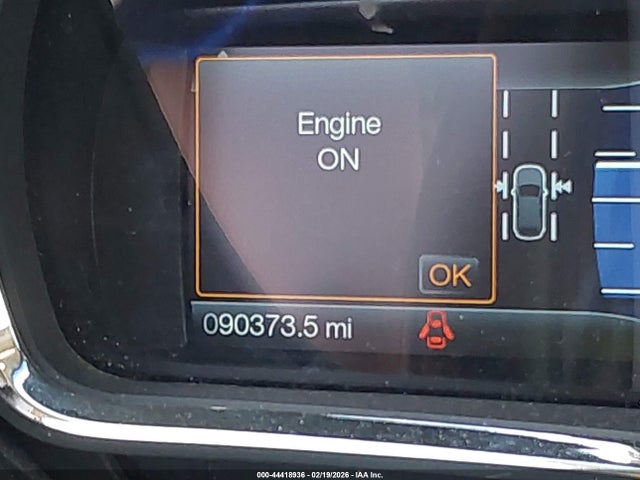 Engine
ON
OK
090373.5 mi
000-44418936 - 02/19/2026 - IAA Inc.